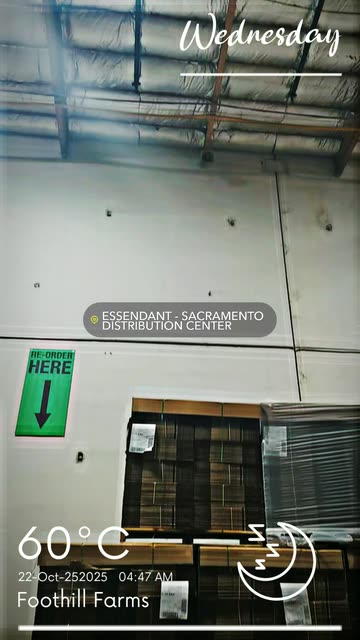 Wednesday
ESSENDANT - SACRAMENTO
DISTRIBUTION CENTER
RE-ORDER
HERE
60°C
22-Oct-252025 04:47 AM
Foothill Farms